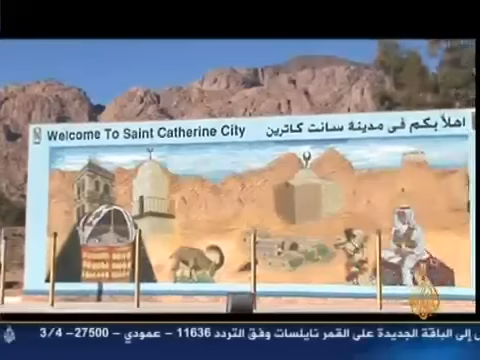 Welcome To Saint Catherine City
اهلاً بكم فى مدينة سانت كاترين
إلى الباقة الجديدة على القمر نايلسات وفق التردد 11636 - عمودي - 27500- 3/4